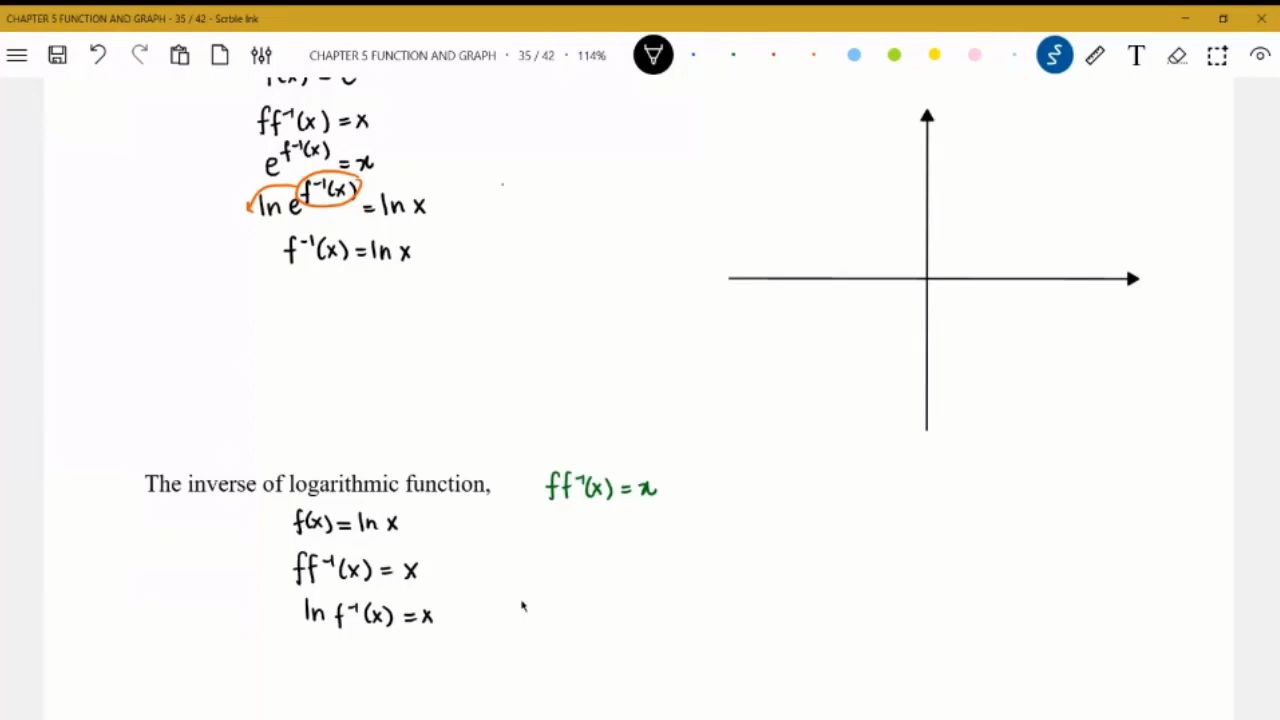 CHAPTER 5 FUNCTION AND GRAPH - 35 / 42 - Scrble Ink
CHAPTER 5 FUNCTION AND GRAPH • 35 / 42 • 114%
T
ff⁻¹(x) = x
e^f⁻¹(x) = x
ln e^f⁻¹(x) = ln x
f⁻¹(x) = ln x
The inverse of logarithmic function, ff⁻¹(x) = x
f(x) = ln x
ff⁻¹(x) = x
ln f⁻¹(x) = x